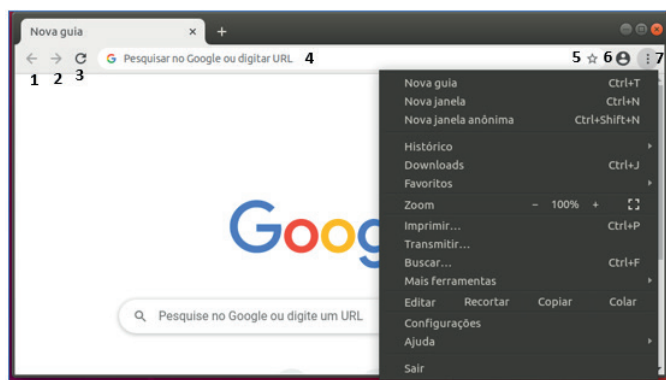 Nova guia × +
G Pesquisar no Google ou digitar URL 4 5 6 7
1 2 3
Nova guia Ctrl+T
Nova janela Ctrl+N
Nova janela anônima Ctrl+Shift+N
Histórico
Downloads Ctrl+J
Favoritos
Zoom - 100% +
Imprimir... Ctrl+P
Transmitir...
Buscar... Ctrl+F
Mais ferramentas
Editar Recortar Copiar Colar
Configurações
Ajuda
Sair
Goog
Pesquise no Google ou digite um URL